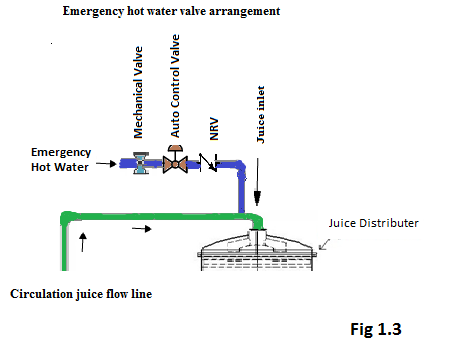 Emergency hot water valve arrangement
Mechanical Valve
Auto Control Valve
NRV
Juice inlet
Emergency
Hot Water
Juice Distributer
Circulation juice flow line
Fig 1.3